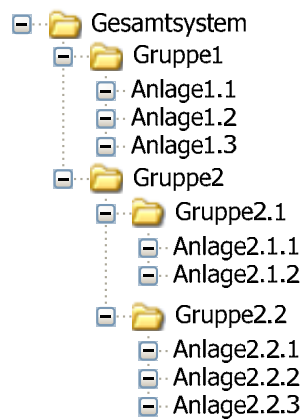 Gesamtsystem
Gruppe1
Anlage1.1
Anlage1.2
Anlage1.3
Gruppe2
Gruppe2.1
Anlage2.1.1
Anlage2.1.2
Gruppe2.2
Anlage2.2.1
Anlage2.2.2
Anlage2.2.3